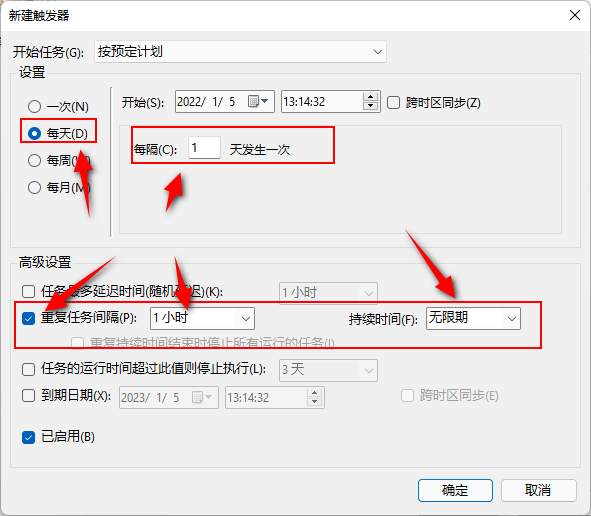 新建触发器
开始任务(G): 按预定计划
设置
一次(N)
开始(S): 2022/ 1/ 5 13:14:32 跨时区同步(Z)
每天(D)
每隔(C): 1 天发生一次
每周(W)
每月(M)
高级设置
任务最多延迟时间(随机延迟)(K): 1 小时
重复任务间隔(P): 1 小时 持续时间(F): 无限期
重复持续时间结束时停止所有运行的任务(I)
任务的运行时间超过此值则停止执行(L): 3 天
到期日期(X): 2023/ 1/ 5 13:14:32 跨时区同步(E)
已启用(B)
确定 取消